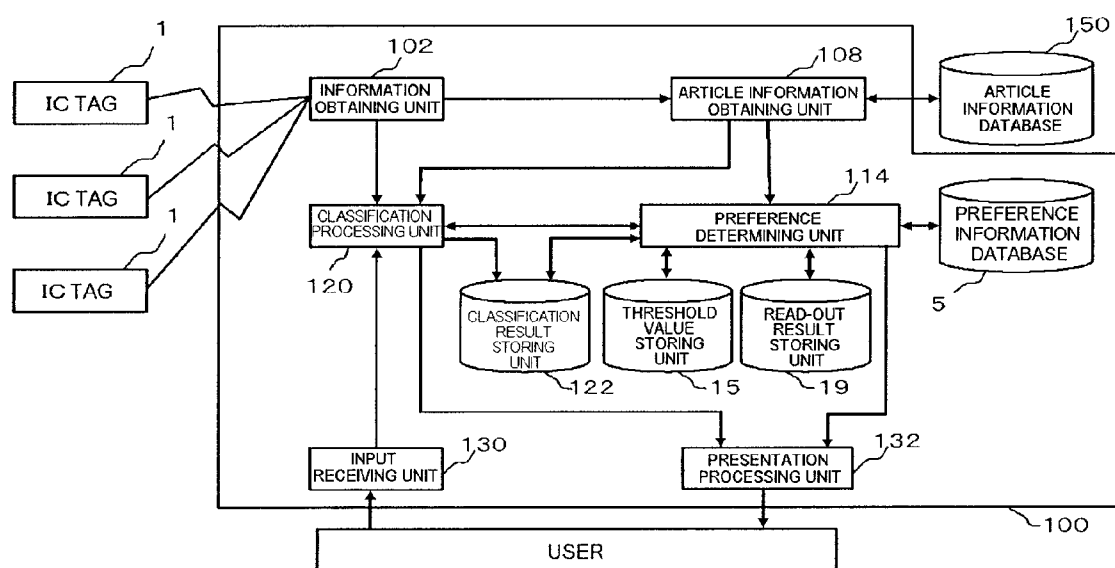 1
102
108
150
IC TAG
INFORMATION
OBTAINING UNIT
ARTICLE INFORMATION
OBTAINING UNIT
ARTICLE
INFORMATION
DATABASE
1
IC TAG
114
CLASSIFICATION
PROCESSING UNIT
PREFERENCE
DETERMINING UNIT
PREFERENCE
INFORMATION
DATABASE
1
IC TAG
120
5
CLASSIFICATION
RESULT
STORING
UNIT
THRESHOLD
VALUE
STORING
UNIT
READ-OUT
RESULT
STORING
UNIT
122
15
19
INPUT
RECEIVING UNIT
130
PRESENTATION
PROCESSING UNIT
132
100
USER